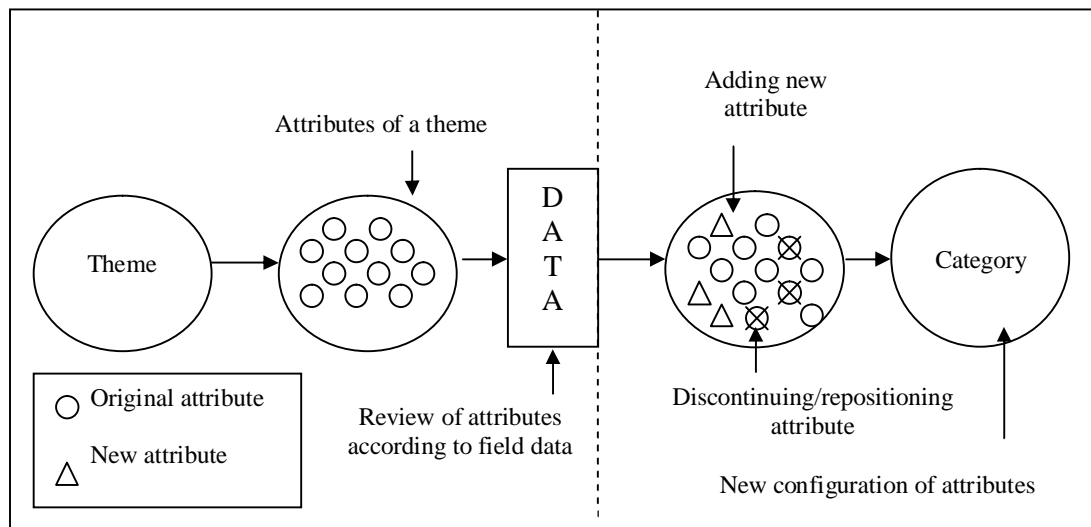 Adding new
attribute
Attributes of a theme
D
A
T
A
Theme
Category
Original attribute
New attribute
Review of attributes
according to field data
Discontinuing/repositioning
attribute
New configuration of attributes